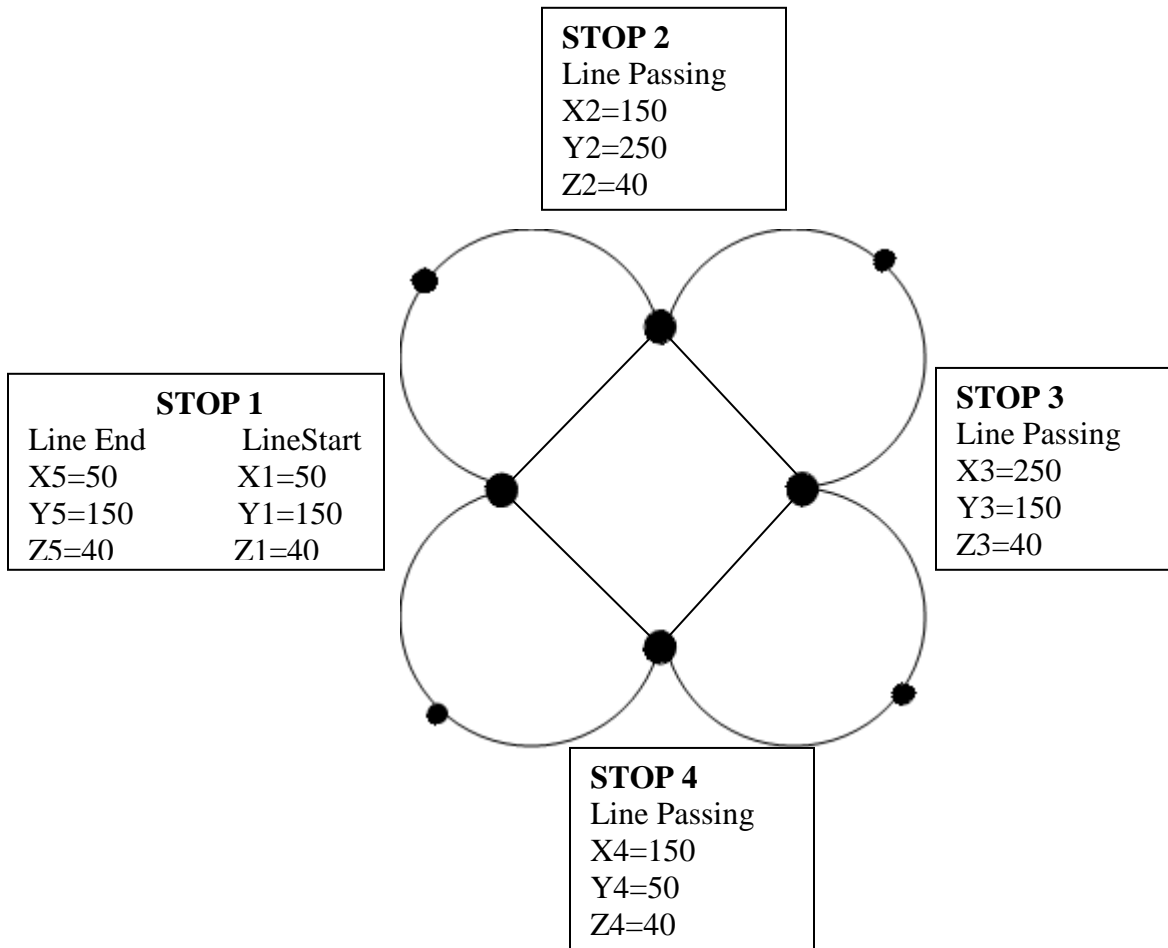 STOP 2
Line Passing
X2=150
Y2=250
Z2=40
STOP 1
Line End LineStart
X5=50 X1=50
Y5=150 Y1=150
Z5=40 Z1=40
STOP 3
Line Passing
X3=250
Y3=150
Z3=40
STOP 4
Line Passing
X4=150
Y4=50
Z4=40